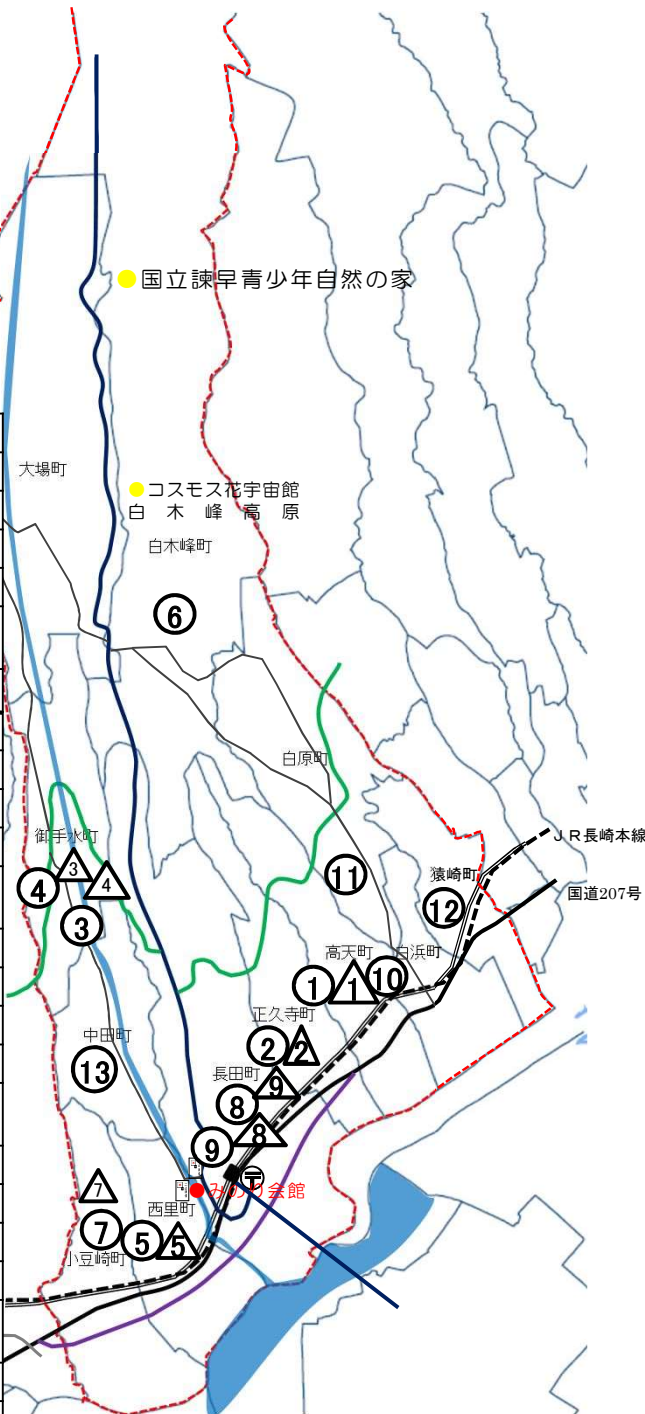 国立諫早青少年自然の家
大場町
コスモス花宇宙館
白木峰高原
白木峰町
6
白原町
御手水町
JR長崎本線
3
4
4
11
猿崎町
国道207号
12
3
高天町
白浜町
1
1
10
正久寺町
中田町
2
2
13
長田町
9
8
8
9
〒
7
みのり会館
西里町
7
5
5
小豆崎町